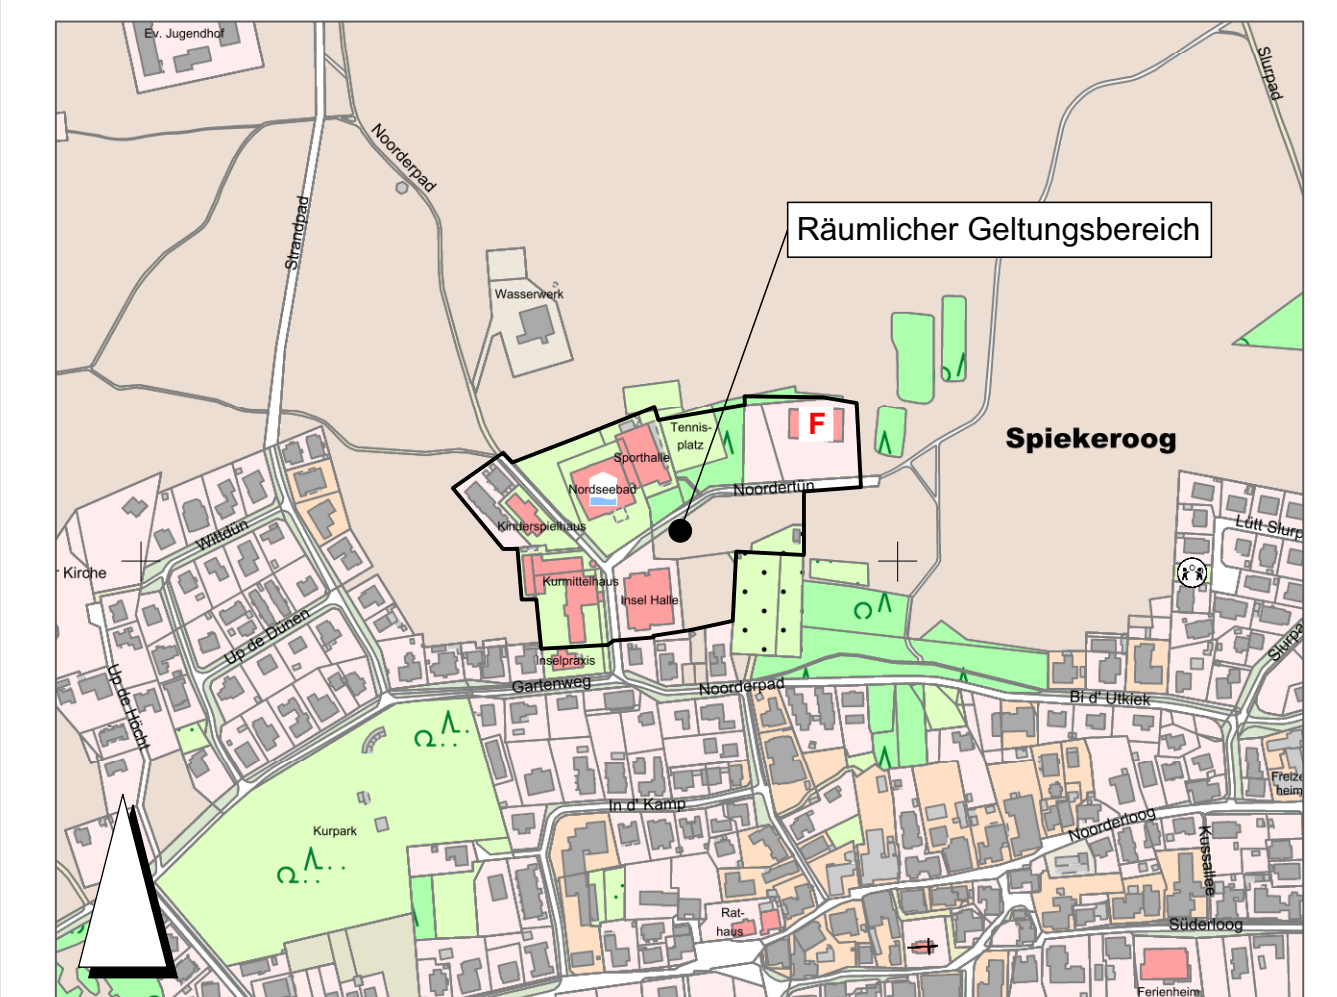 Ev. Jugendhof
Slurpad
Noorderpad
Strandpad
Räumlicher Geltungsbereich
Wasserwerk
Spiekeroog
F
Tennis-
platz
Sporthalle
Nordseebad
Noordertün
Kinderspielhaus
Lütt Slurp
Wittdün
r Kirche
Kurmittelhaus
Insel Halle
Up de Dünen
Slurpa
Inselpraxis
Gartenweg
Noorderpad
Bi d' Utkiek
Up de Höcht
Freize
heim
In d' Kamp
Kurpark
Noorderloog
Kussallee
Rat-
haus
Süderloog
Ferienheim